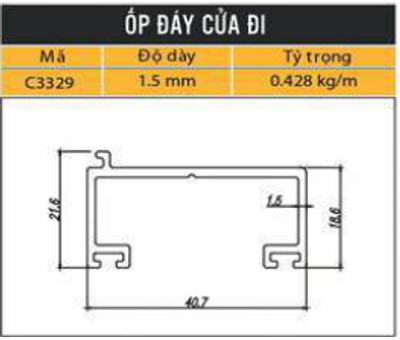 ỐP ĐÁY CỬA ĐI
Mã Độ dày Tỷ trọng
C3329 1.5 mm 0.428 kg/m
21.6
1.5
18.6
40.7